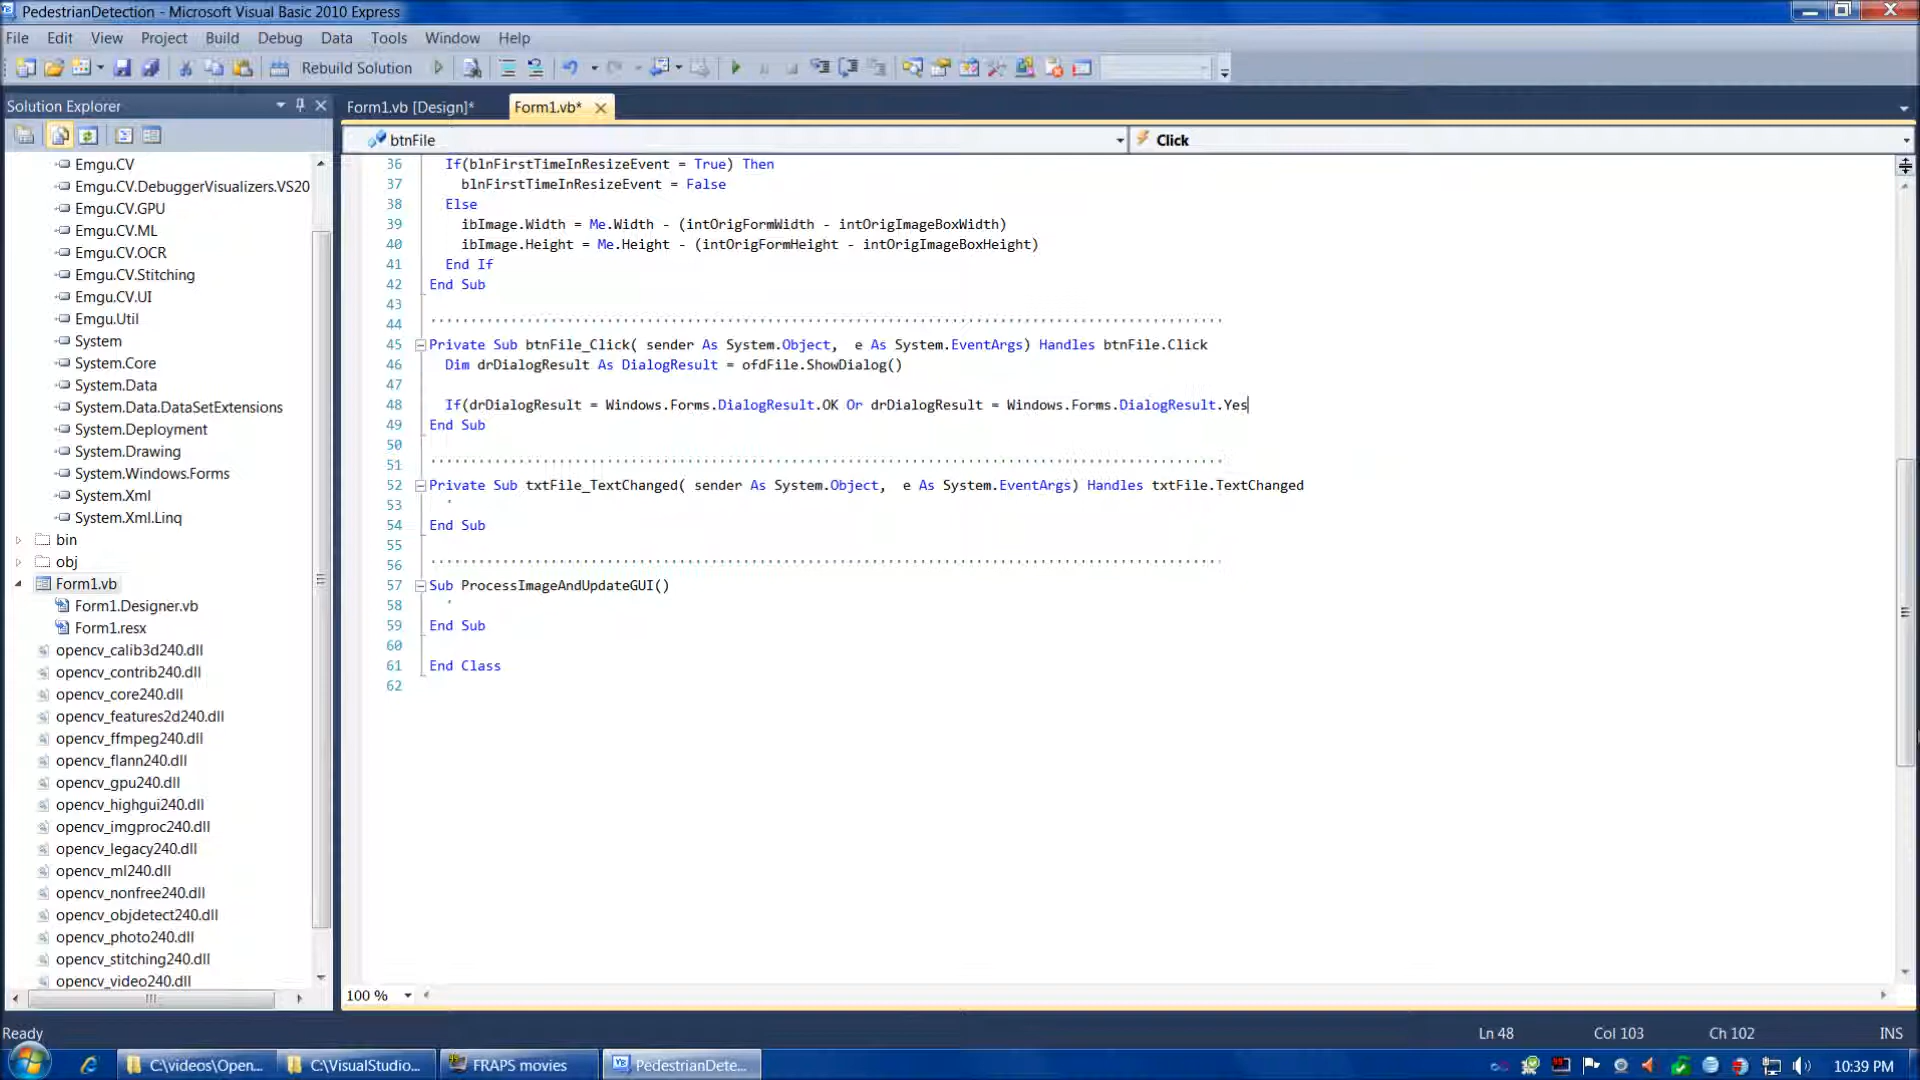 PedestrianDetection - Microsoft Visual Basic 2010 Express
File Edit View Project Build Debug Data Tools Window Help
Rebuild Solution
Solution Explorer
Form1.vb [Design]*
Form1.vb*
btnFile
Click
Emgu.CV
Emgu.CV.DebuggerVisualizers.VS20
Emgu.CV.GPU
Emgu.CV.ML
Emgu.CV.OCR
Emgu.CV.Stitching
Emgu.CV.UI
Emgu.Util
System
System.Core
System.Data
System.Data.DataSetExtensions
System.Deployment
System.Drawing
System.Windows.Forms
System.Xml
System.Xml.Linq
bin
obj
Form1.vb
Form1.Designer.vb
Form1.resx
opencv_calib3d240.dll
opencv_contrib240.dll
opencv_core240.dll
opencv_features2d240.dll
opencv_ffmpeg240.dll
opencv_flann240.dll
opencv_gpu240.dll
opencv_highgui240.dll
opencv_imgproc240.dll
opencv_legacy240.dll
opencv_ml240.dll
opencv_nonfree240.dll
opencv_objdetect240.dll
opencv_photo240.dll
opencv_stitching240.dll
opencv_video240.dll
36 If(blnFirstTimeInResizeEvent = True) Then
37 blnFirstTimeInResizeEvent = False
38 Else
39 ibImage.Width = Me.Width - (intOrigFormWidth - intOrigImageBoxWidth)
40 ibImage.Height = Me.Height - (intOrigFormHeight - intOrigImageBoxHeight)
41 End If
42 End Sub
43
44 '''''''''''''''''''''''''''''''''''''''''''''''''''''''''''''''''''''''''''''''''''''''''''''''''''
45 Private Sub btnFile_Click( sender As System.Object, e As System.EventArgs) Handles btnFile.Click
46 Dim drDialogResult As DialogResult = ofdFile.ShowDialog()
47
48 If(drDialogResult = Windows.Forms.DialogResult.OK Or drDialogResult = Windows.Forms.DialogResult.Yes
49 End Sub
50
51 '''''''''''''''''''''''''''''''''''''''''''''''''''''''''''''''''''''''''''''''''''''''''''''''''''
52 Private Sub txtFile_TextChanged( sender As System.Object, e As System.EventArgs) Handles txtFile.TextChanged
53 '
54 End Sub
55
56 '''''''''''''''''''''''''''''''''''''''''''''''''''''''''''''''''''''''''''''''''''''''''''''''''''
57 Sub ProcessImageAndUpdateGUI()
58 '
59 End Sub
60
61 End Class
62
100 %
Ready
Ln 48 Col 103 Ch 102 INS
C:\videos\Open... C:\VisualStudio... FRAPS movies PedestrianDete... 10:39 PM